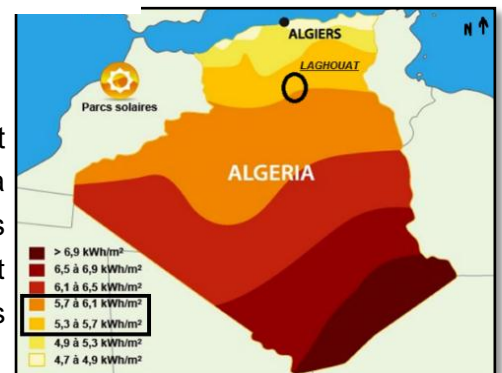 ALGIERS
N
LAGHOUAT
Parcs solaires
ALGERIA
> 6,9 kWh/m²
6,5 à 6,9 kWh/m²
6,1 à 6,5 kWh/m²
5,7 à 6,1 kWh/m²
5,3 à 5,7 kWh/m²
4,9 à 5,3 kWh/m²
4,7 à 4,9 kWh/m²